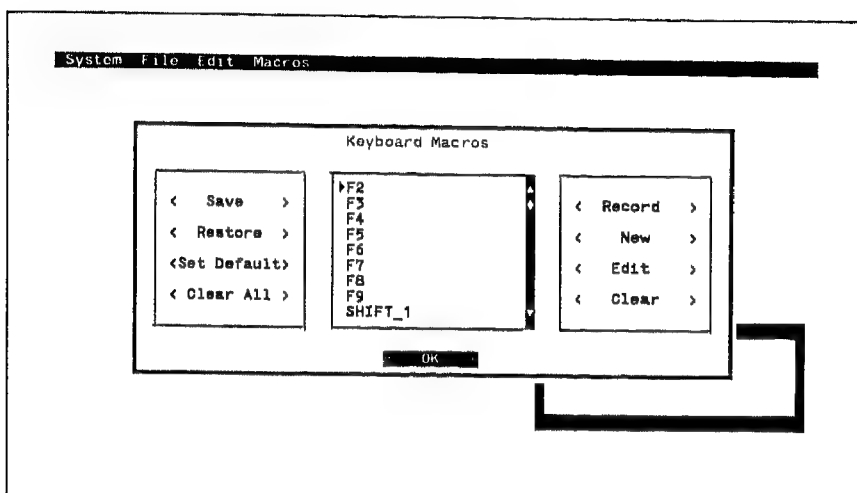 System File Edit Macros
Keyboard Macros
< Save >
< Restore >
<Set Default>
< Clear All >
F2
F3
F4
F5
F6
F7
F8
F9
SHIFT_1
< Record >
< New >
< Edit >
< Clear >
OK